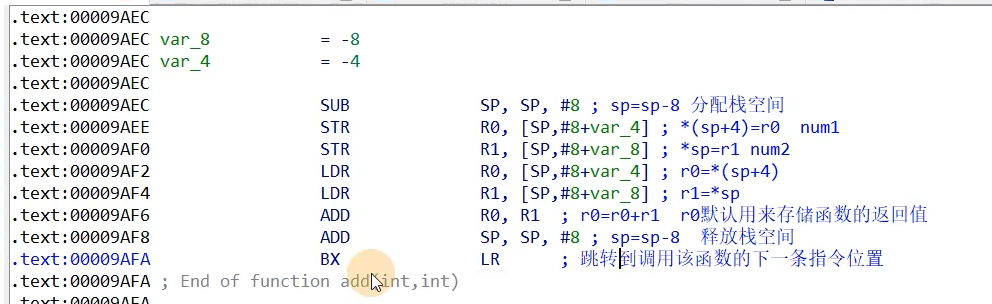 .text:00009AEC
.text:00009AEC var_8 = -8
.text:00009AEC var_4 = -4
.text:00009AEC
.text:00009AEC SUB SP, SP, #8 ; sp=sp-8 分配栈空间
.text:00009AEE STR R0, [SP,#8+var_4] ; *(sp+4)=r0 num1
.text:00009AF0 STR R1, [SP,#8+var_8] ; *sp=r1 num2
.text:00009AF2 LDR R0, [SP,#8+var_4] ; r0=*(sp+4)
.text:00009AF4 LDR R1, [SP,#8+var_8] ; r1=*sp
.text:00009AF6 ADD R0, R1 ; r0=r0+r1 r0默认用来存储函数的返回值
.text:00009AF8 ADD SP, SP, #8 ; sp=sp-8 释放栈空间
.text:00009AFA BX LR ; 跳转到调用该函数的下一条指令位置
.text:00009AFA ; End of function add(int,int)
.text:00009AFA